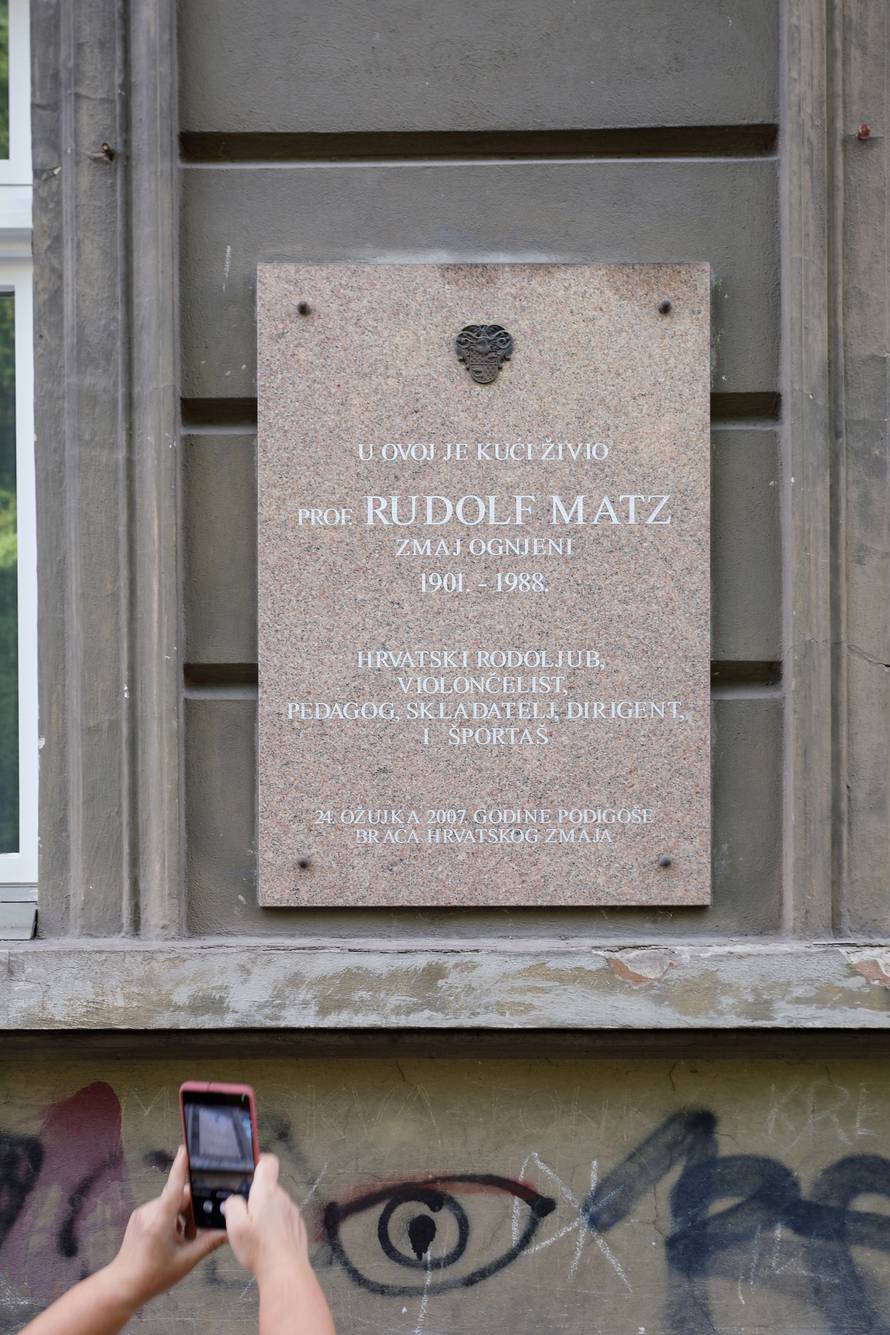 U OVOJ JE KUĆI ŽIVIO
PROF. RUDOLF MATZ
ZMAJ OGNJENI
1901. - 1988.
HRVATSKI RODOLJUB,
VIOLONČELIST,
PEDAGOG, SKLADATELJ, DIRIGENT,
I ŠPORTAŠ
24. OŽUJKA 2007. GODINE PODIGOŠE
BRAĆA HRVATSKOG ZMAJA